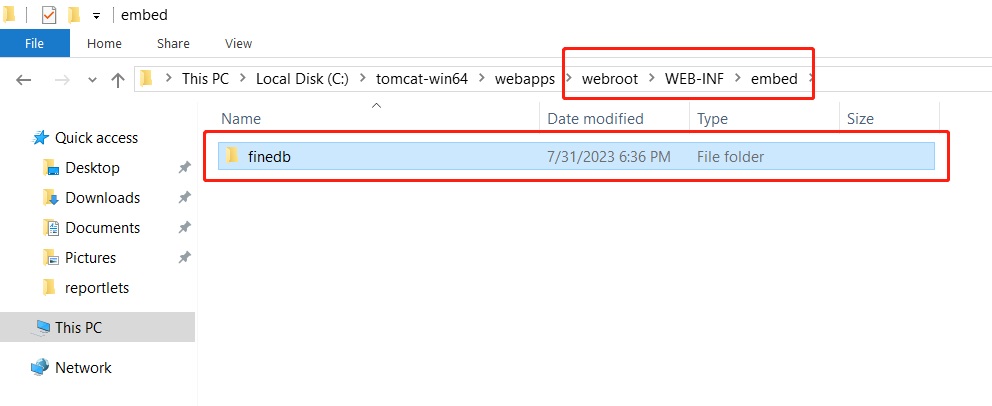 embed
File Home Share View
This PC Local Disk (C:) tomcat-win64 webapps webroot WEB-INF embed
Name Date modified Type Size
Quick access
finedb 7/31/2023 6:36 PM File folder
Desktop
Downloads
Documents
Pictures
reportlets
This PC
Network